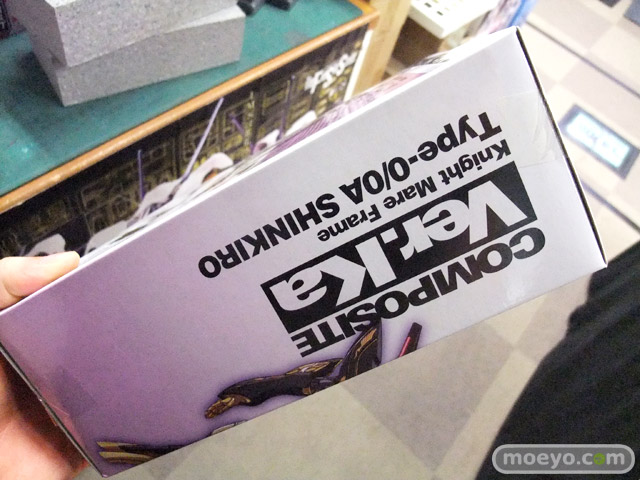 COMPOSITE
Ver.Ka
Knight Mare Frame
Type-0/0A SHINKIRO
moeyo.com